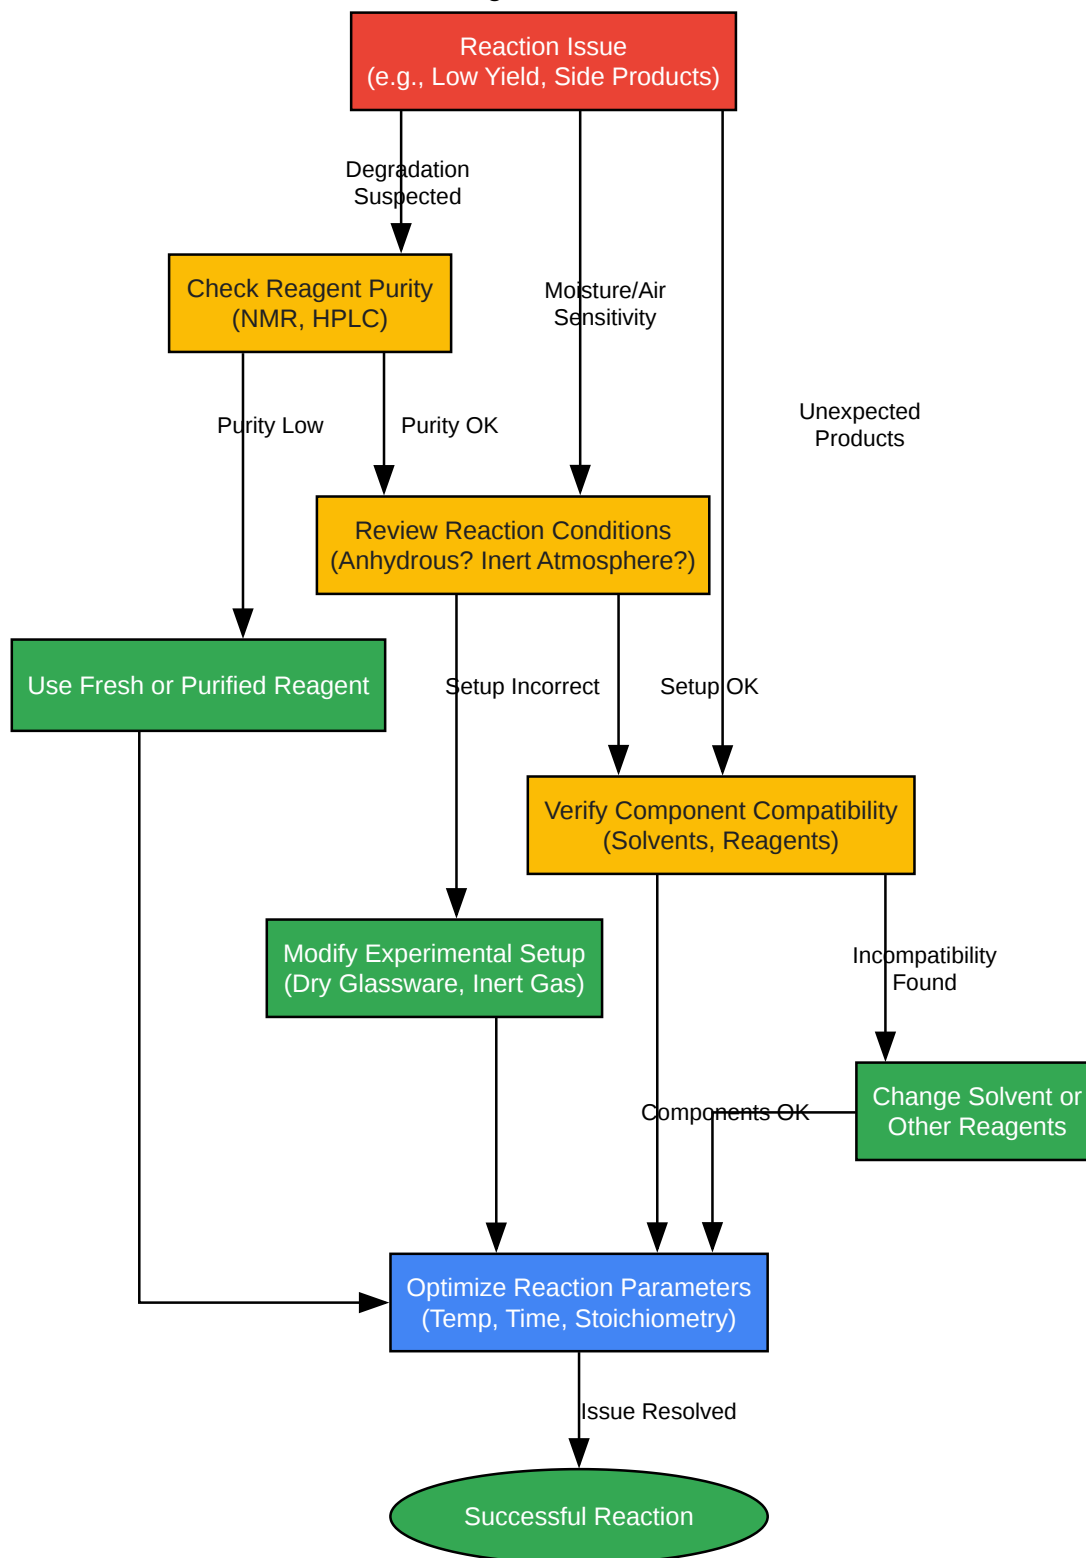 Reaction Issue
(e.g., Low Yield, Side Products)
Degradation
Suspected
Check Reagent Purity
(NMR, HPLC)
Moisture/Air
Sensitivity
Unexpected
Products
Purity Low
Purity OK
Review Reaction Conditions
(Anhydrous? Inert Atmosphere?)
Use Fresh or Purified Reagent
Setup Incorrect
Setup OK
Verify Component Compatibility
(Solvents, Reagents)
Modify Experimental Setup
(Dry Glassware, Inert Gas)
Incompatibility
Found
Components OK
Change Solvent or
Other Reagents
Optimize Reaction Parameters
(Temp, Time, Stoichiometry)
Issue Resolved
Successful Reaction